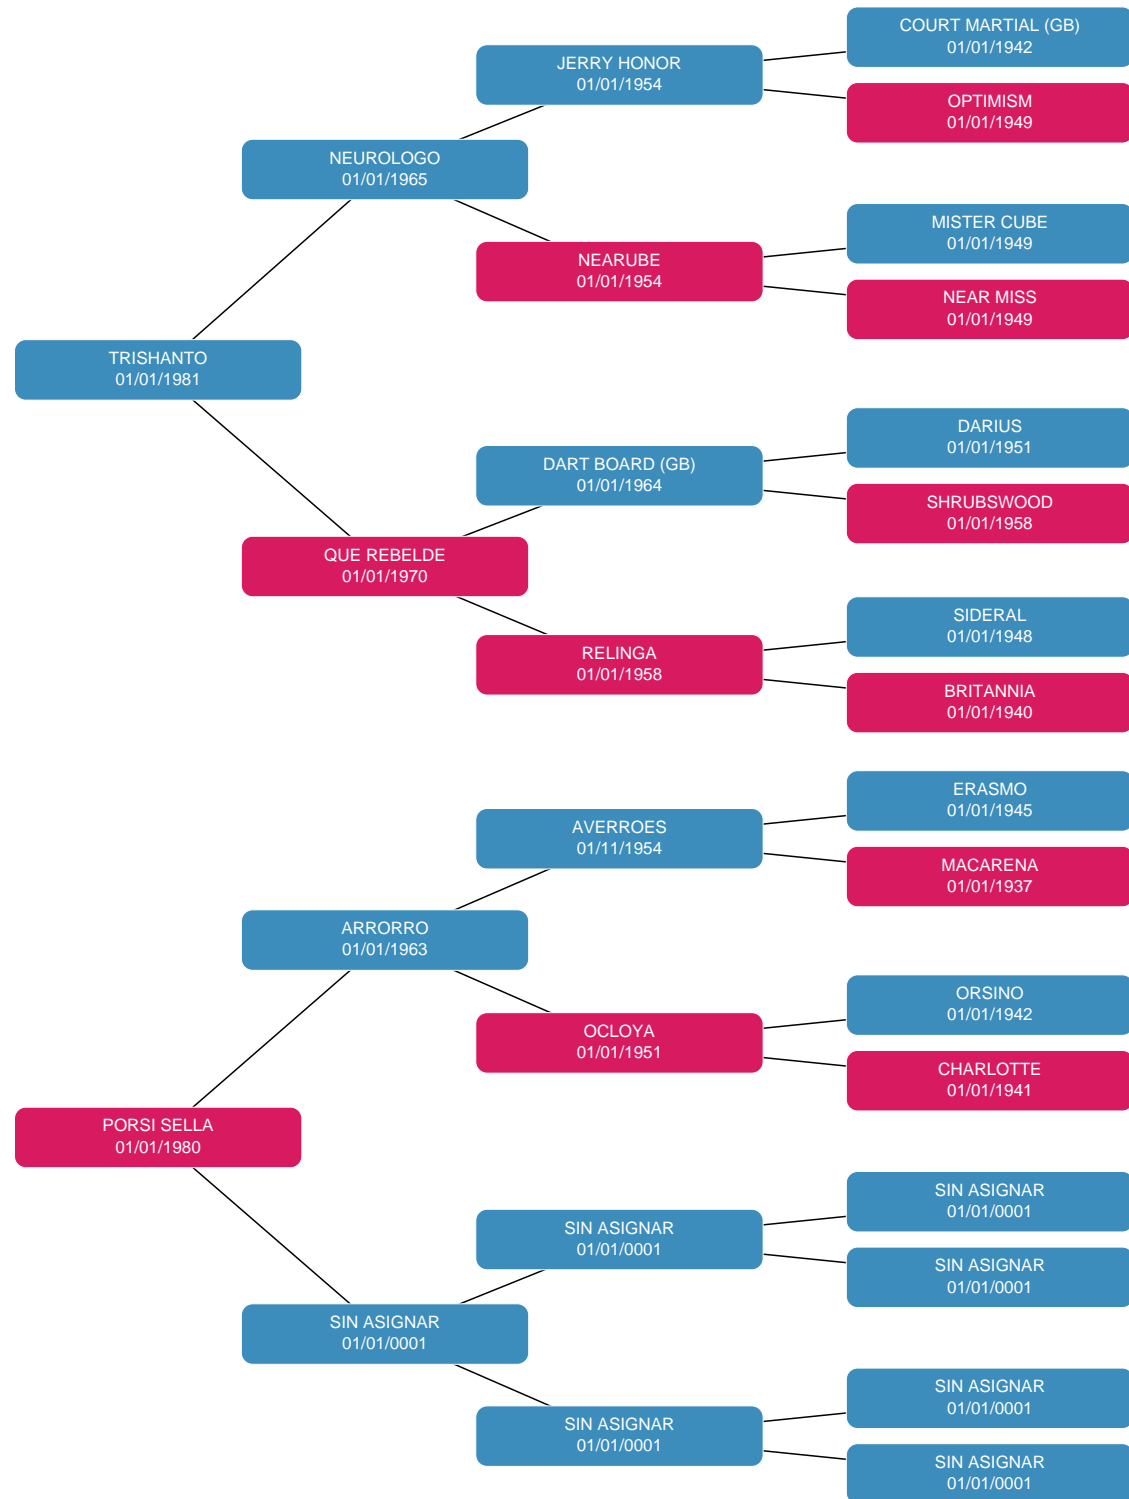 COURT MARTIAL (GB)
01/01/1942
JERRY HONOR
01/01/1954
OPTIMISM
01/01/1949
NEUROLOGO
01/01/1965
MISTER CUBE
01/01/1949
NEARUBE
01/01/1954
NEAR MISS
01/01/1949
TRISHANTO
01/01/1981
DARIUS
01/01/1951
DART BOARD (GB)
01/01/1964
SHRUBSWOOD
01/01/1958
QUE REBELDE
01/01/1970
SIDERAL
01/01/1948
RELINGA
01/01/1958
BRITANNIA
01/01/1940
ERASMO
01/01/1945
AVERROES
01/11/1954
MACARENA
01/01/1937
ARRORRO
01/01/1963
ORSINO
01/01/1942
OCLOYA
01/01/1951
CHARLOTTE
01/01/1941
PORSI SELLA
01/01/1980
SIN ASIGNAR
01/01/0001
SIN ASIGNAR
01/01/0001
SIN ASIGNAR
01/01/0001
SIN ASIGNAR
01/01/0001
SIN ASIGNAR
01/01/0001
SIN ASIGNAR
01/01/0001
SIN ASIGNAR
01/01/0001